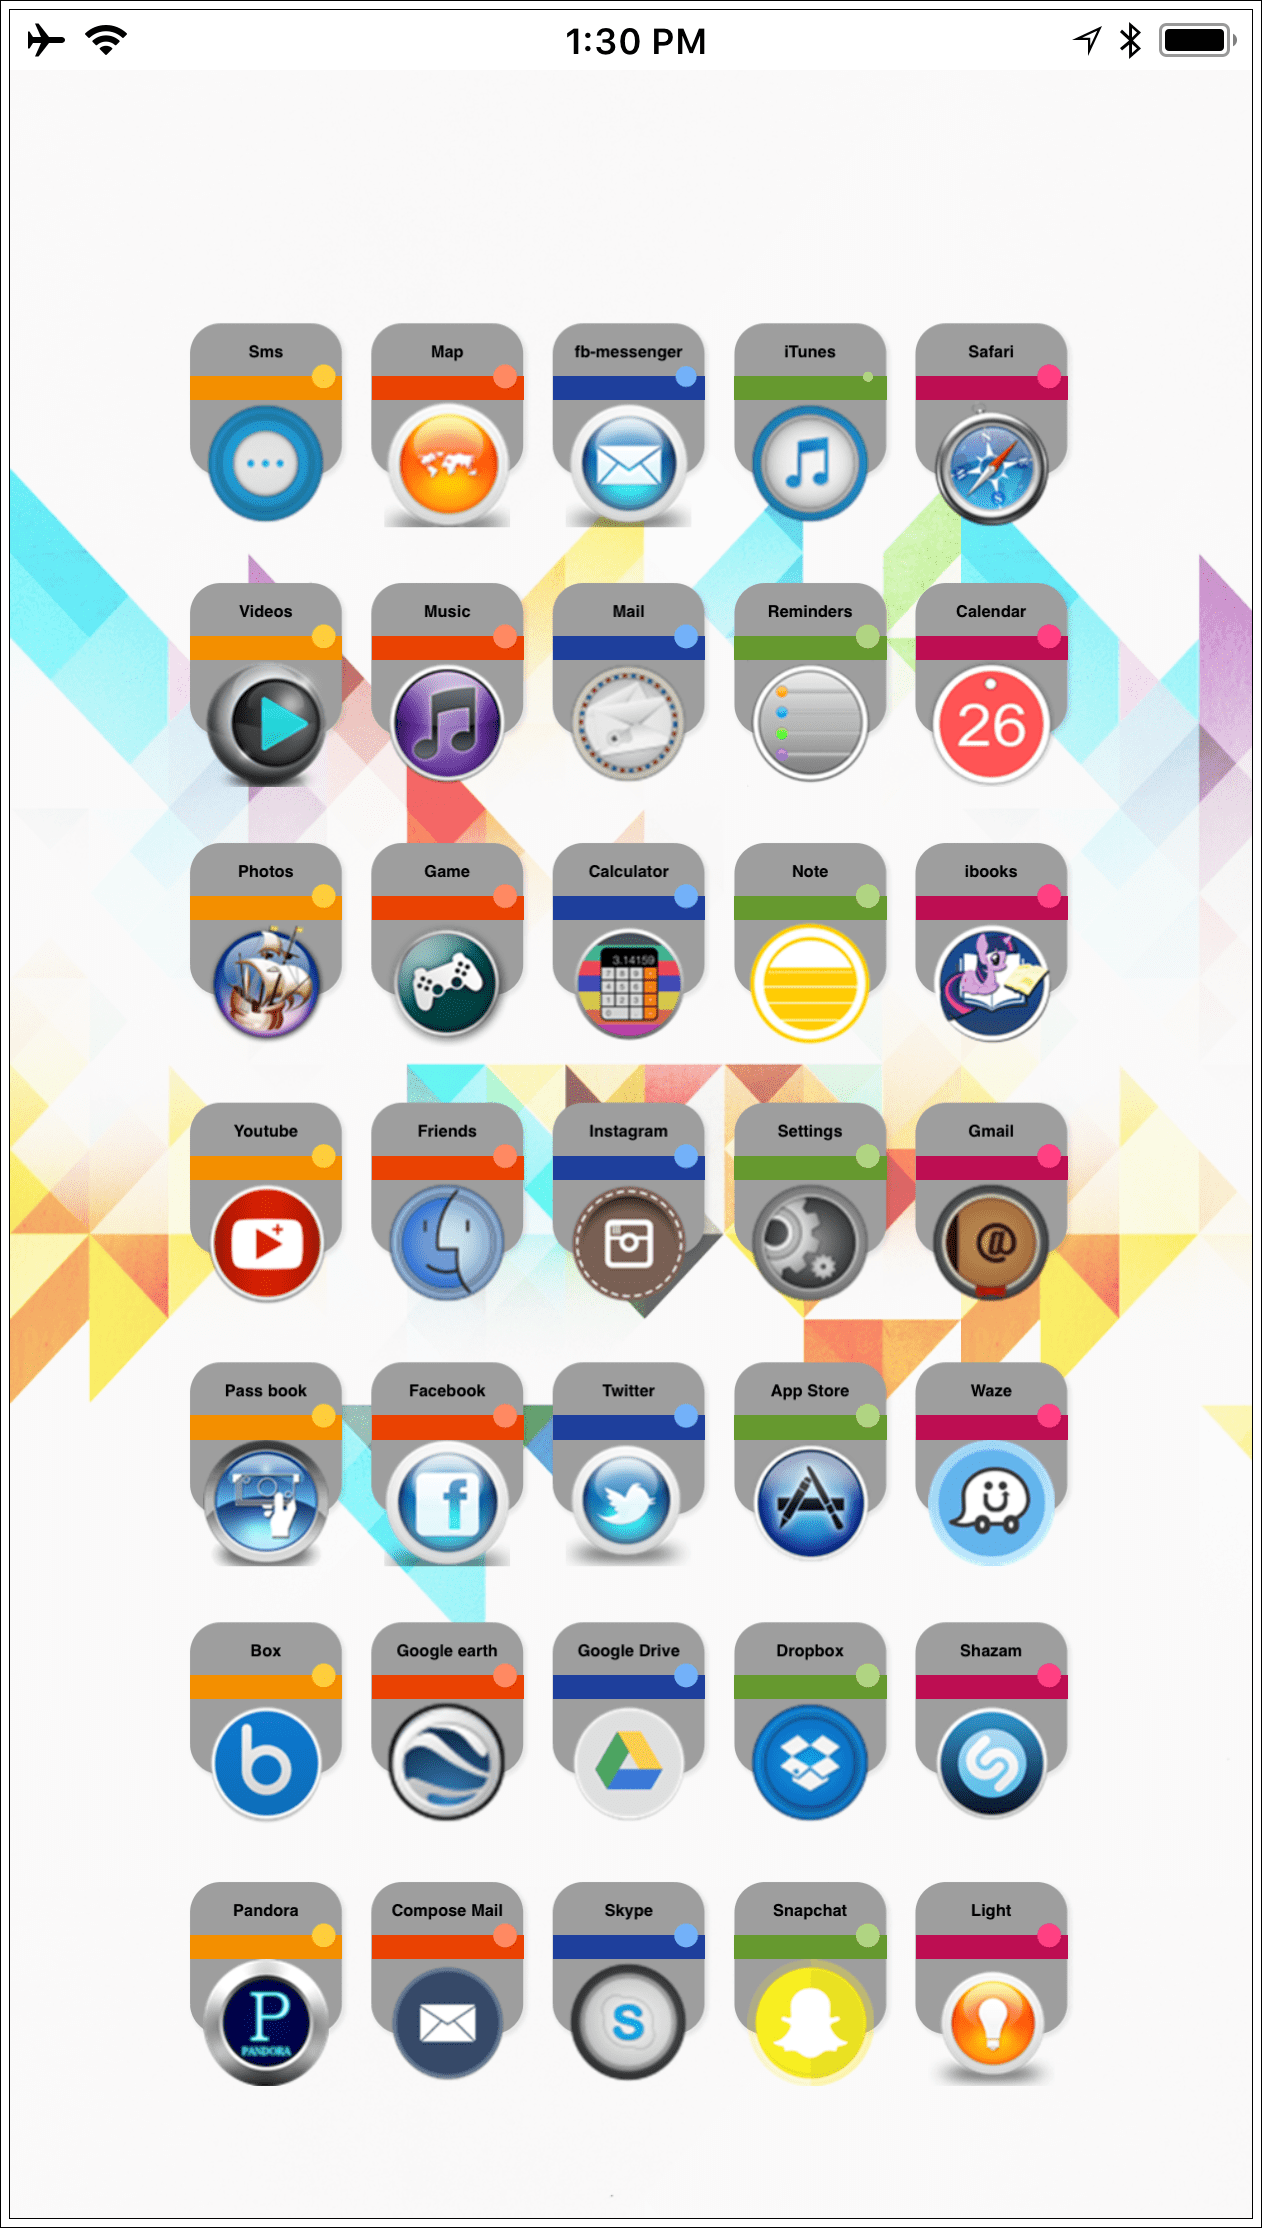 1:30 PM
Sms Map fb-messenger iTunes Safari
Videos Music Mail Reminders Calendar
26
Photos Game Calculator Note ibooks
3.14159
Youtube Friends Instagram Settings Gmail
@
Pass book Facebook Twitter App Store Waze
f
Box Google earth Google Drive Dropbox Shazam
b
Pandora Compose Mail Skype Snapchat Light
P S
PANDORA